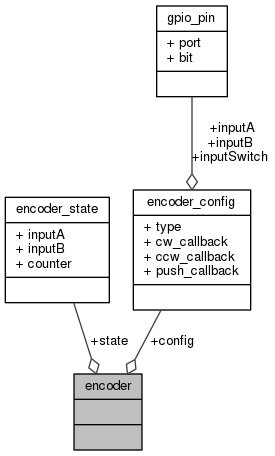 gpio_pin
+ port
+ bit
+inputA
+inputB
+inputSwitch
encoder_state
+ inputA
+ inputB
+ counter
encoder_config
+ type
+ cw_callback
+ ccw_callback
+ push_callback
+state
+config
encoder